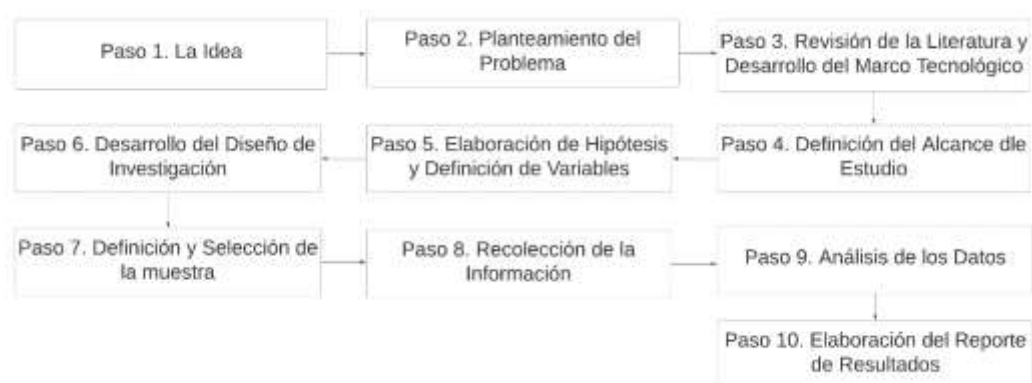 Paso 1. La Idea
Paso 2. Planteamiento del
Problema
Paso 3. Revisión de la Literatura y
Desarrollo del Marco Tecnológico
Paso 4. Definición del Alcance dle
Estudio
Paso 5. Elaboración de Hipótesis
y Definición de Variables
Paso 6. Desarrollo del Diseño de
Investigación
Paso 7. Definición y Selección de
la muestra
Paso 8. Recolección de la
Información
Paso 9. Análisis de los Datos
Paso 10. Elaboración del Reporte
de Resultados